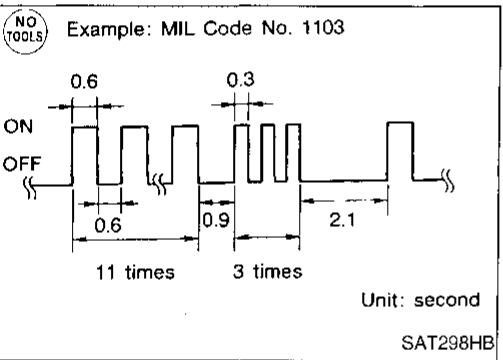 NO TOOLS Example: MIL Code No. 1103
0.6 0.3
ON
OFF
0.6 0.9 2.1
11 times 3 times
Unit: second
SAT298HB